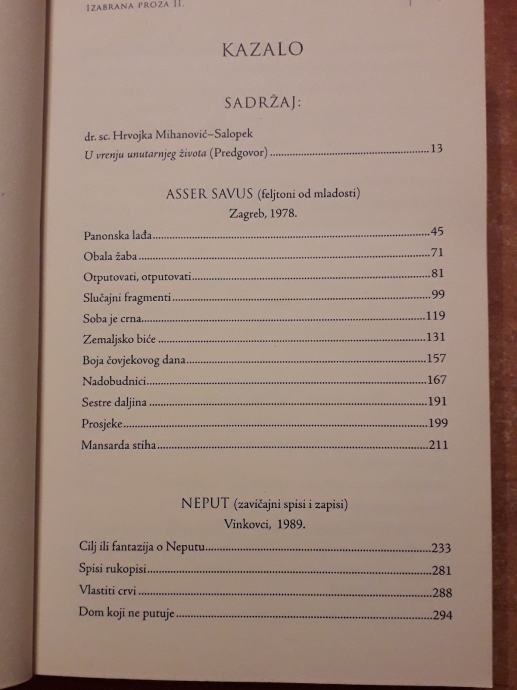 IZABRANA PROZA II.
KAZALO
SADRŽAJ:
dr. sc. Hrvojka Mihanović–Salopek
U vrenju unutarnjeg života (Predgovor)......13
ASSER SAVUS (feljtoni od mladosti)
Zagreb, 1978.
Panonska lađa......45
Obala žaba......71
Otputovati, otputovati......81
Slučajni fragmenti......99
Soba je crna......119
Zemaljsko biće......131
Boja čovjekovog dana......157
Nadobudnici......167
Sestre daljina......191
Prosjeke......199
Mansarda stiha......211
NEPUT (zavičajni spisi i zapisi)
Vinkovci, 1989.
Cilj ili fantazija o Neputu......233
Spisi rukopisi......281
Vlastiti crvi......288
Dom koji ne putuje......294